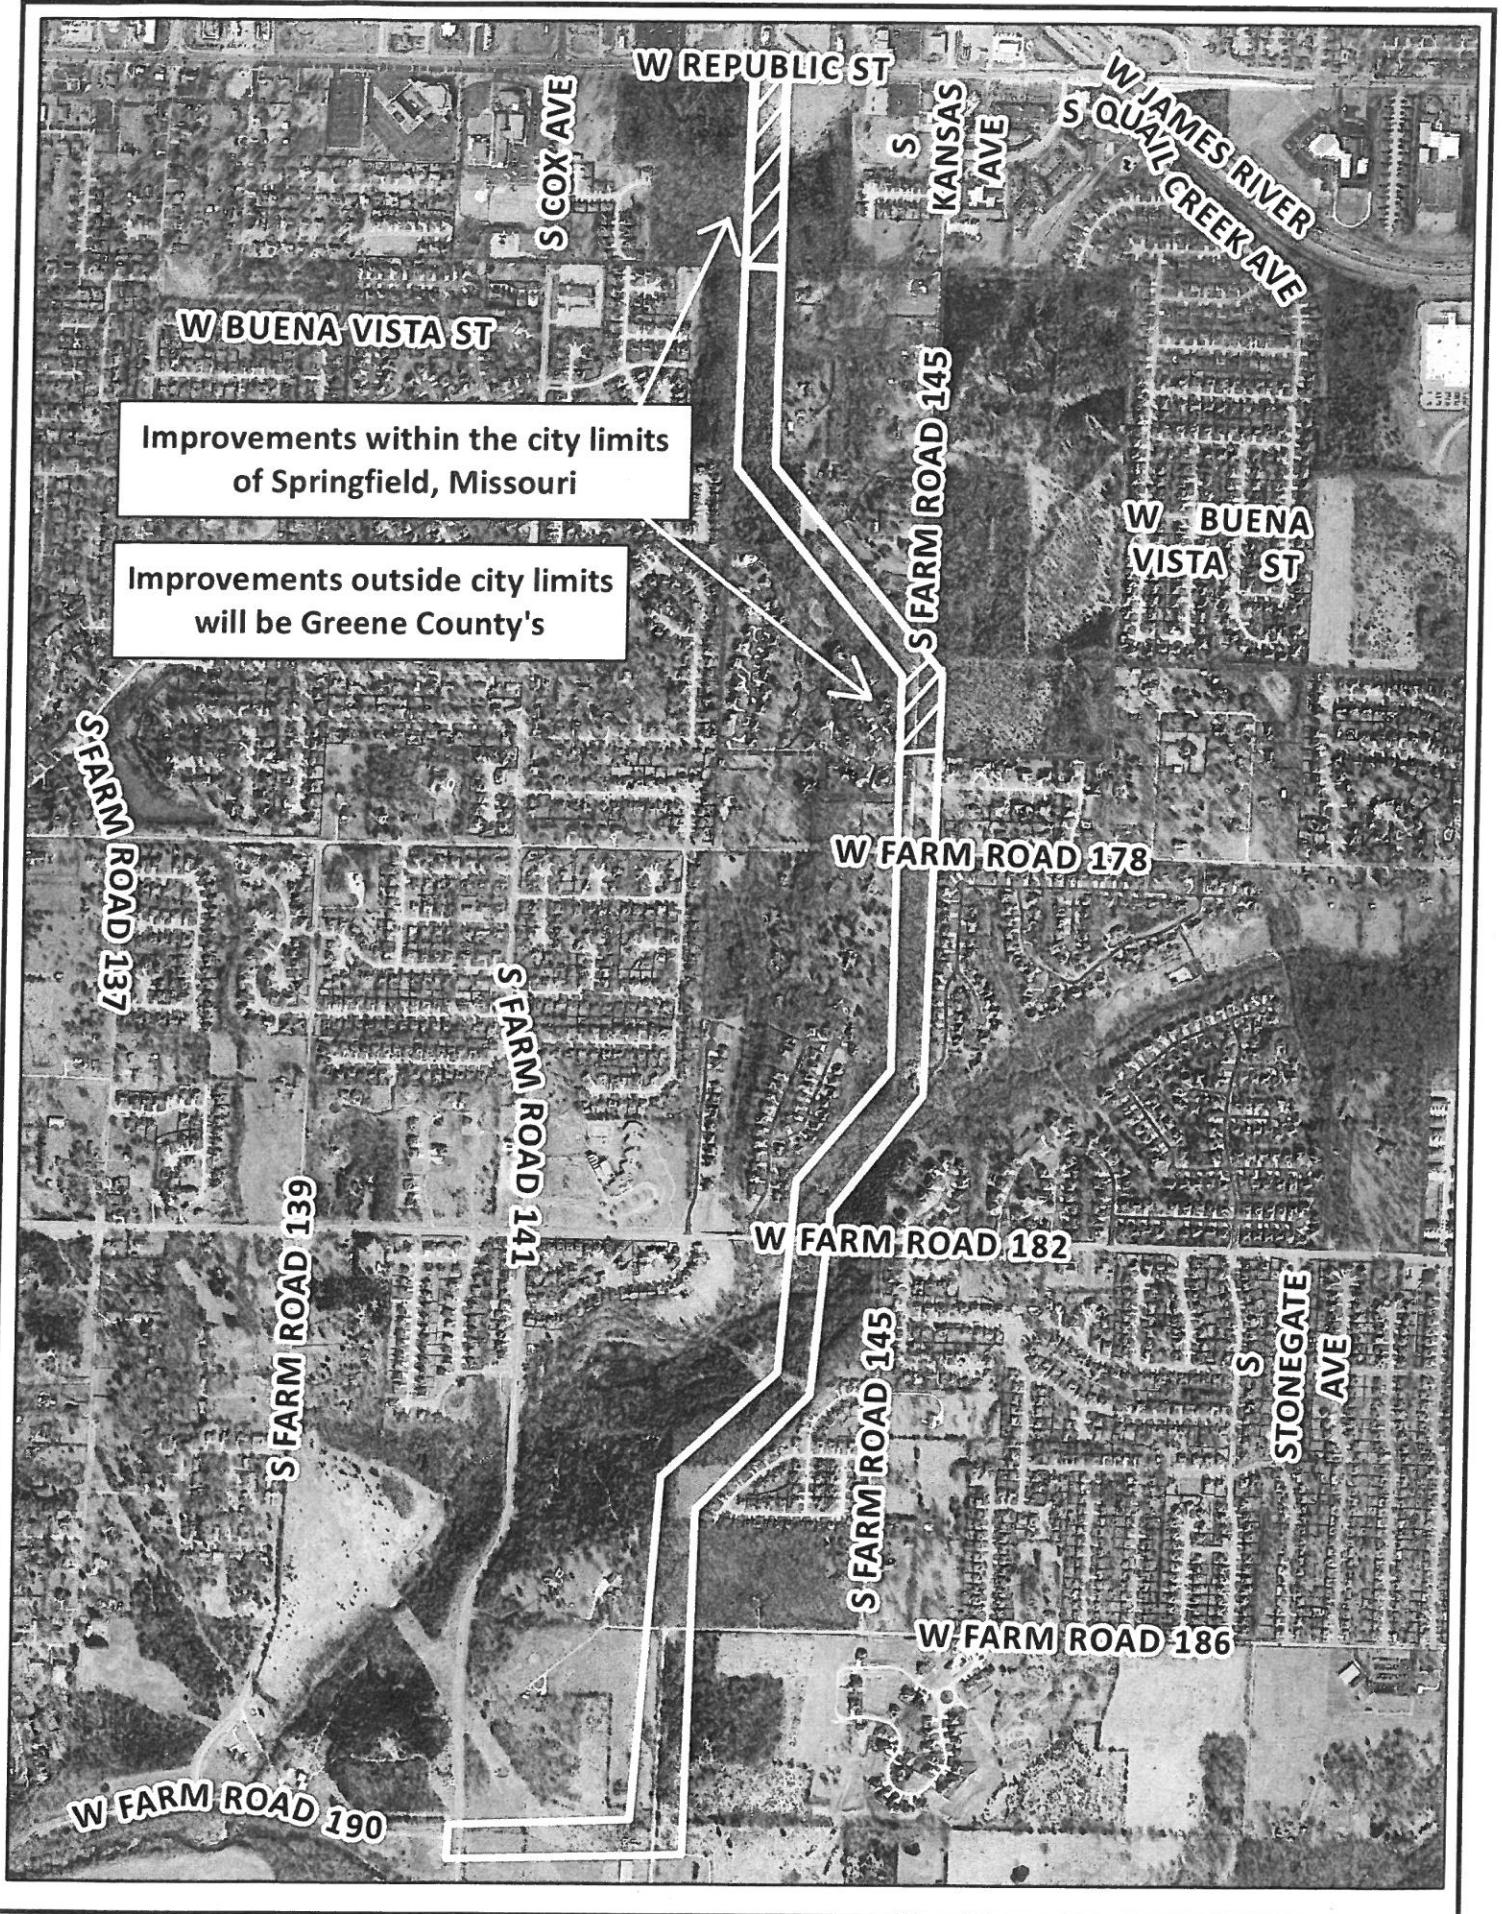 W REPUBLIC ST
W JAMES RIVER
S QUAIL CREEK AVE
S COX AVE
S
KANSAS
AVE
W BUENA VISTA ST
Improvements within the city limits
of Springfield, Missouri
S FARM ROAD 145
W BUENA
VISTA ST
Improvements outside city limits
will be Greene County's
S FARM ROAD 137
W FARM ROAD 178
S FARM ROAD 141
S FARM ROAD 139
W FARM ROAD 182
S
STONEGATE
AVE
S FARM ROAD 145
W FARM ROAD 186
W FARM ROAD 190